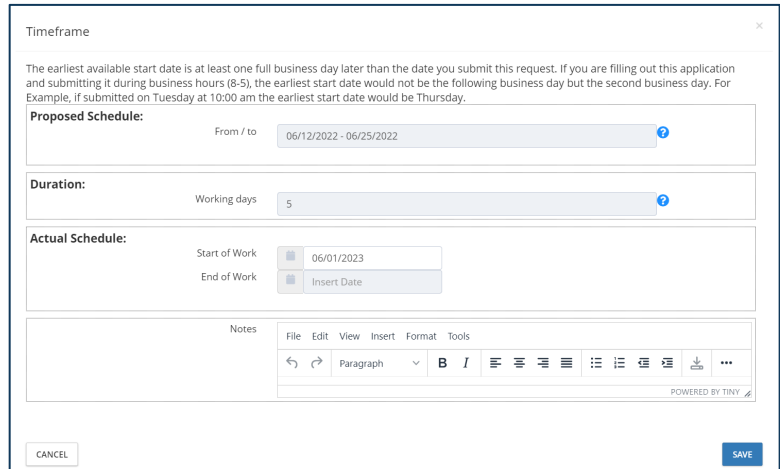 Timeframe
×
The earliest available start date is at least one full business day later than the date you submit this request. If you are filling out this application
and submitting it during business hours (8-5), the earliest start date would not be the following business day but the second business day. For
Example, if submitted on Tuesday at 10:00 am the earliest start date would be Thursday.
Proposed Schedule:
From / to 06/12/2022 - 06/25/2022 ?
Duration:
Working days 5 ?
Actual Schedule:
Start of Work 06/01/2023
End of Work Insert Date
Notes File Edit View Insert Format Tools
Paragraph B I
POWERED BY TINY
CANCEL SAVE